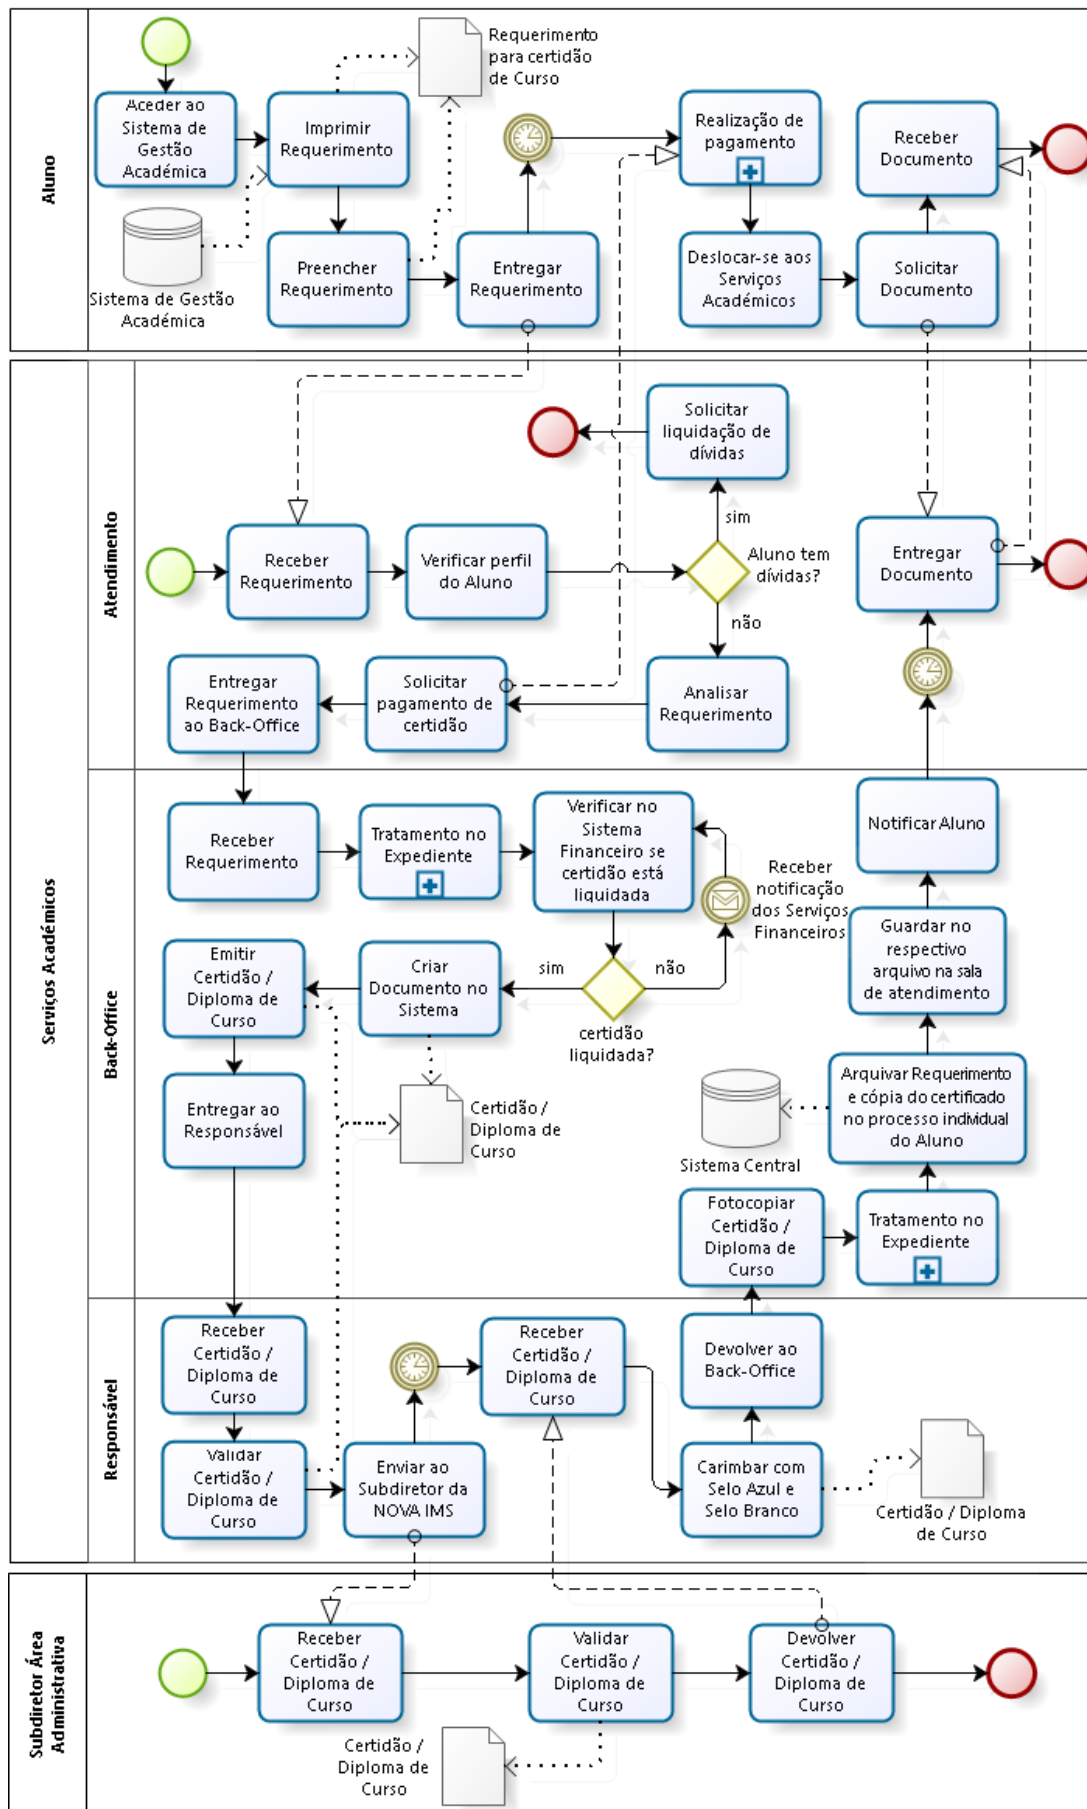 Aluno
Requerimento
para certidão
de Curso
Aceder ao
Sistema de
Gestão
Académica
Imprimir
Requerimento
Realização de
pagamento
Receber
Documento
Sistema de Gestão
Académica
Preencher
Requerimento
Entregar
Requerimento
Deslocar-se aos
Serviços
Académicos
Solicitar
Documento
Serviços Académicos
Atendimento
Solicitar
liquidação de
dívidas
sim
Receber
Requerimento
Verificar perfil
do Aluno
Aluno tem
dívidas?
Entregar
Documento
não
Entregar
Requerimento
ao Back-Office
Solicitar
pagamento de
certidão
Analisar
Requerimento
Back-Office
Receber
Requerimento
Tratamento no
Expediente
Verificar no
Sistema
Financeiro se
certidão está
liquidada
Receber
notificação
dos Serviços
Financeiros
Notificar Aluno
Emitir
Certidão /
Diploma de
Curso
Criar
Documento no
Sistema
sim
não
certidão
liquidada?
Guardar no
respectivo
arquivo na sala
de atendimento
Entregar ao
Responsável
Certidão /
Diploma de
Curso
Sistema Central
Arquivar Requerimento
e cópia do certificado
no processo individual
do Aluno
Fotocopiar
Certidão /
Diploma de
Curso
Tratamento no
Expediente
Responsável
Receber
Certidão /
Diploma de
Curso
Receber
Certidão /
Diploma de
Curso
Devolver ao
Back-Office
Validar
Certidão /
Diploma de
Curso
Enviar ao
Subdiretor da
NOVA IMS
Carimbar com
Selo Azul e
Selo Branco
Certidão / Diploma
de Curso
Subdiretor Área
Administrativa
Receber
Certidão /
Diploma de
Curso
Validar
Certidão /
Diploma de
Curso
Devolver
Certidão /
Diploma de
Curso
Certidão /
Diploma de
Curso